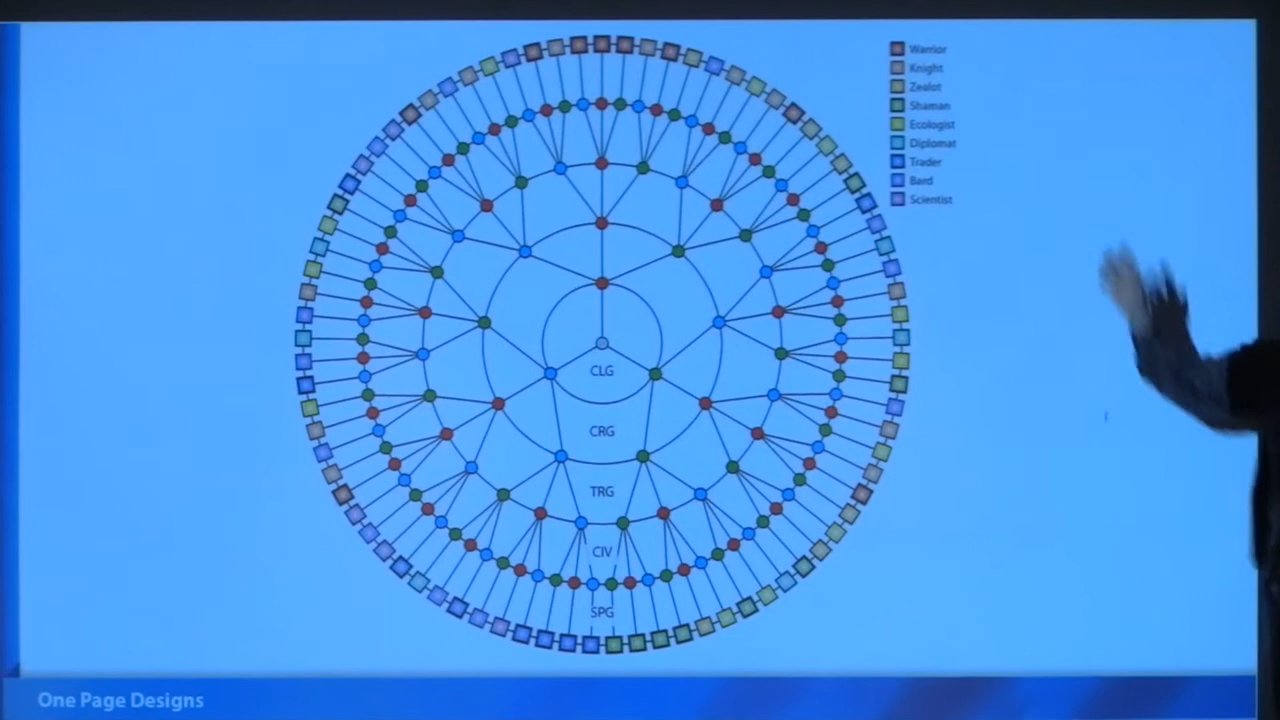 Warrior
Knight
Zealot
Shaman
Ecologist
Diplomat
Trader
Bard
Scientist
CLG
CRG
TRG
CIV
SPG
One Page Designs